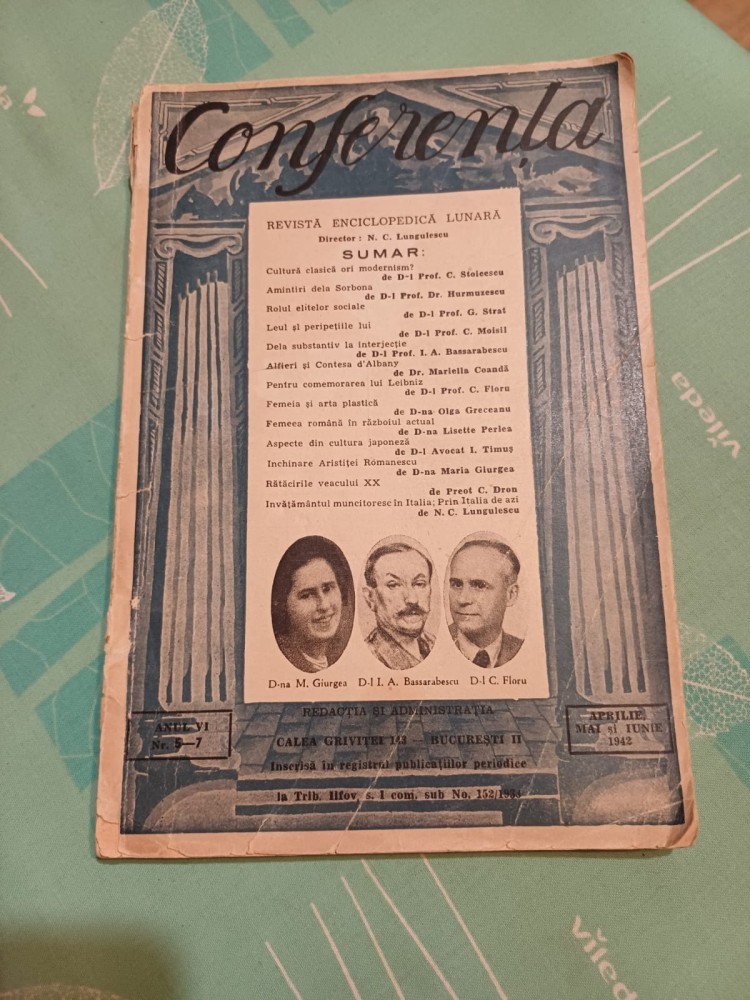 Conferența
REVISTĂ ENCICLOPEDICĂ LUNARĂ
Director: N. C. Lungulescu
SUMAR:
Cultură clasică ori modernism?
de D-l Prof. C. Stoicescu
Amintiri dela Sorbona
de D-l Prof. Dr. Hurmuzescu
Rolul elitelor sociale
de D-l Prof. G. Strat
Leul și peripețiile lui
de D-l Prof. C. Moisil
Dela substantiv la interjecție
de D-l Prof. I. A. Bassarabescu
Alfieri și Contesa d'Albany
de Dr. Mariella Coandă
Pentru comemorarea lui Leibniz
de D-l Prof. C. Floru
Femeia și arta plastică
de D-na Olga Greceanu
Femeea română în războiul actual
de D-na Lisette Perlea
Aspecte din cultura japoneză
de D-l Avocat I. Timuș
Inchinare Aristiței Romanescu
de D-na Maria Giurgea
Rătăcirile veacului XX
de Preot C. Dron
Invățământul muncitoresc în Italia; Prin Italia de azi
de N. C. Lungulescu
D-na M. Giurgea D-l I. A. Bassarabescu D-l C. Floru
REDACȚIA ȘI ADMINISTRAȚIA
ANUL VI
Nr. 5—7
CALEA GRIVIȚEI 143 — BUCUREȘTI II
APRILIE,
MAI și IUNIE
1942
Inscrisă în registrul publicațiilor periodice
la Trib. Ilfov, s. I com. sub No. 152/1938
vileda
vileda